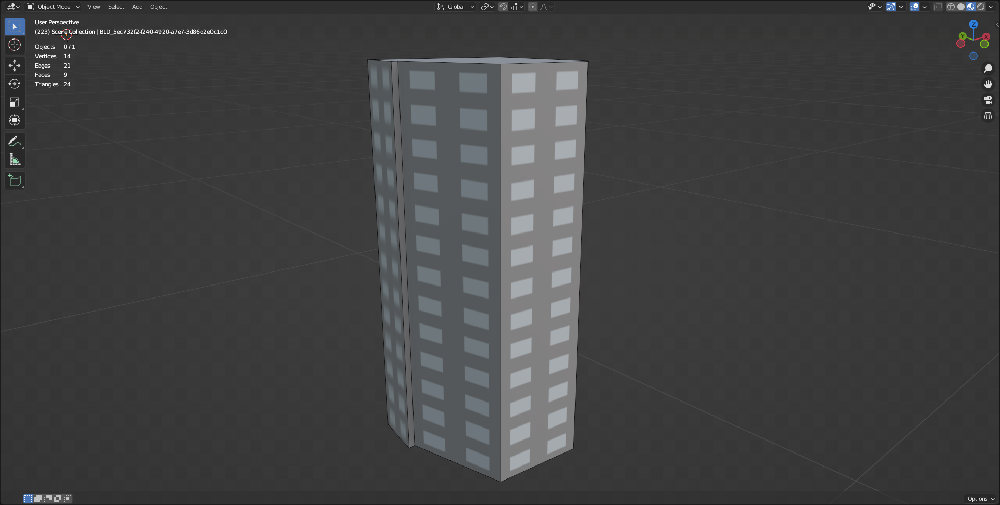 Object Mode View Select Add Object Global
User Perspective
(223) Scene Collection | BLD_5ec732f2-f240-4920-a7e7-3d86d2e0c1c0
Objects 0 / 1
Vertices 14
Edges 21
Faces 9
Triangles 24
Z
Y X
Options